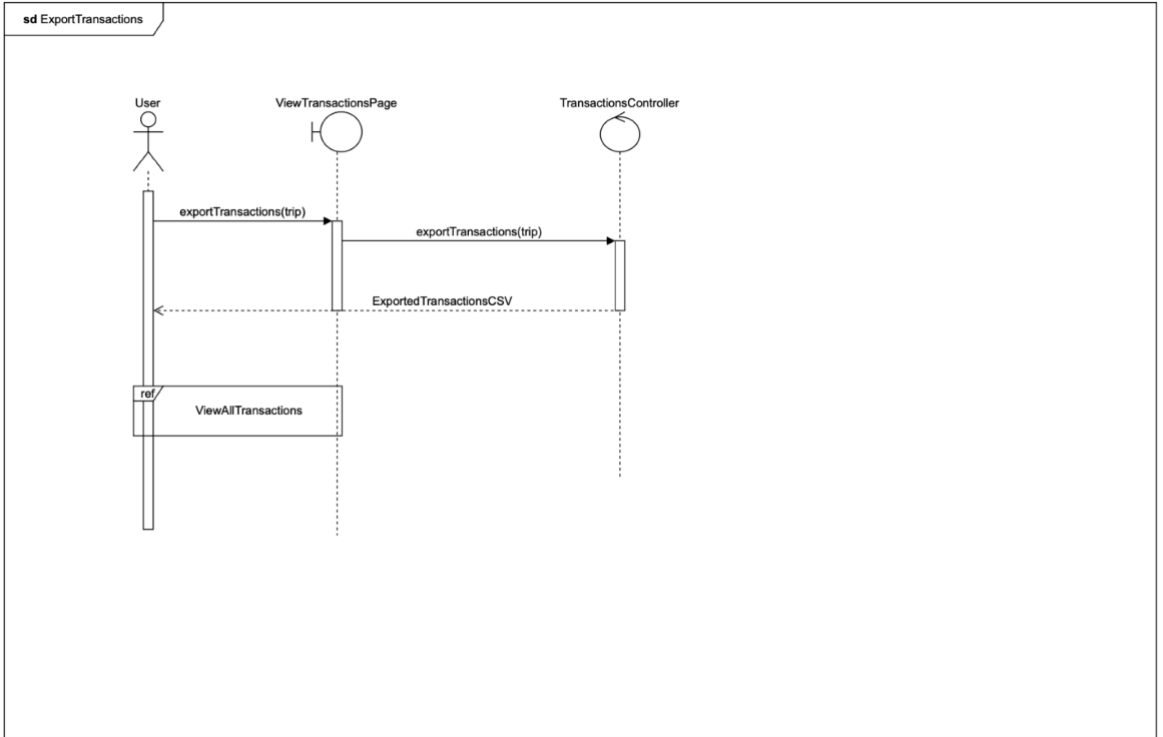 sd ExportTransactions
User
ViewTransactionsPage
TransactionsController
exportTransactions(trip)
exportTransactions(trip)
ExportedTransactionsCSV
ref
ViewAllTransactions